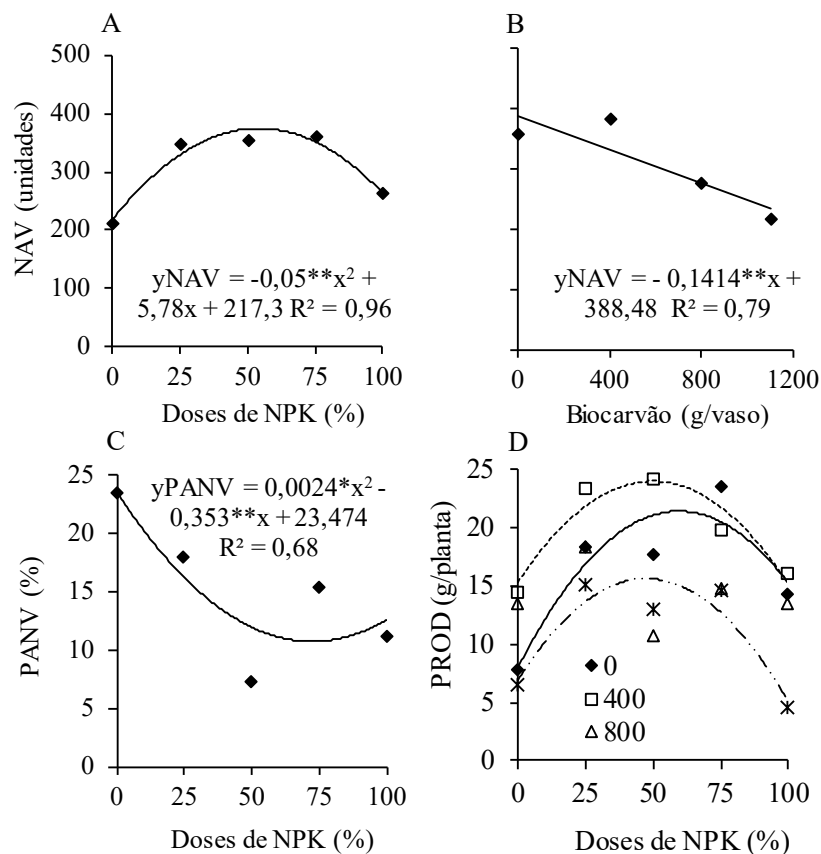 A
500
400
300
200
100
0
NAV (unidades)
yNAV = -0,05**x² +
5,78x + 217,3 R² = 0,96
0 25 50 75 100
Doses de NPK (%)
B
yNAV = - 0,1414**x +
388,48 R² = 0,79
0 400 800 1200
Biocarvão (g/vaso)
C
25
20
15
10
5
0
PANV (%)
yPANV = 0,0024*x² -
0,353**x + 23,474
R² = 0,68
0 25 50 75 100
Doses de NPK (%)
D
25
20
15
10
5
0
PROD (g/planta)
0
400
800
0 25 50 75 100
Doses de NPK (%)